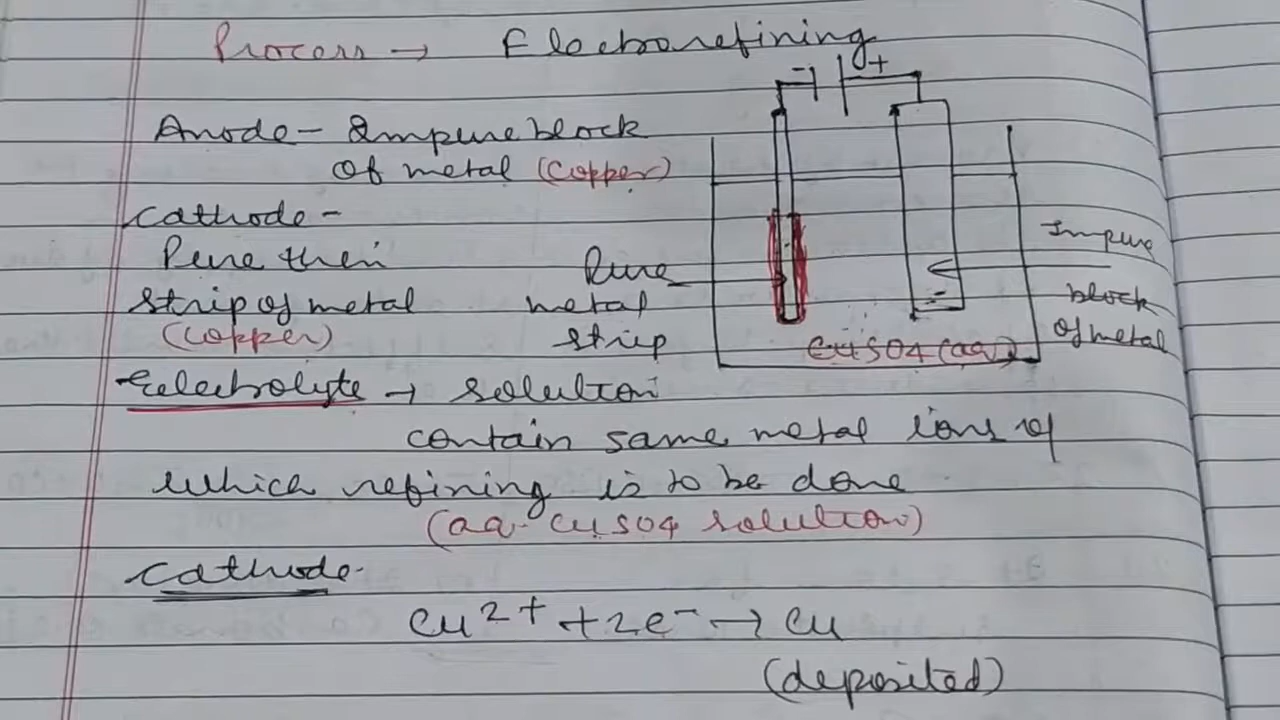 Process → Electrorefining
Anode - Impure block
of metal (copper)
Cathode -
Pure thin
strip of metal
(copper)
- +
Pure
metal
strip
Impure
block
of metal
CuSO4 (aq)
Electrolyte → solution
contain same metal ions of
which refining is to be done
(aq. CuSO4 solution)
Cathode.
Cu2+ + 2e- → Cu
(deposited)